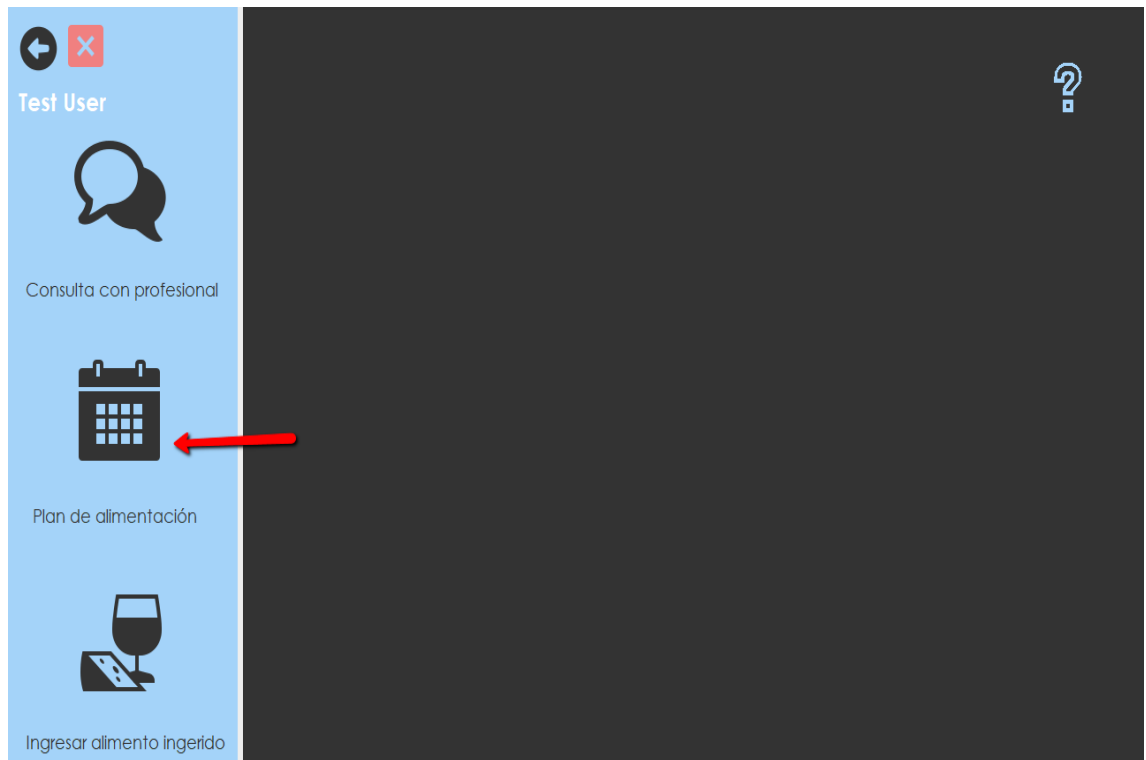 Test User
Consulta con profesional
Plan de alimentación
Ingresar alimento ingerido